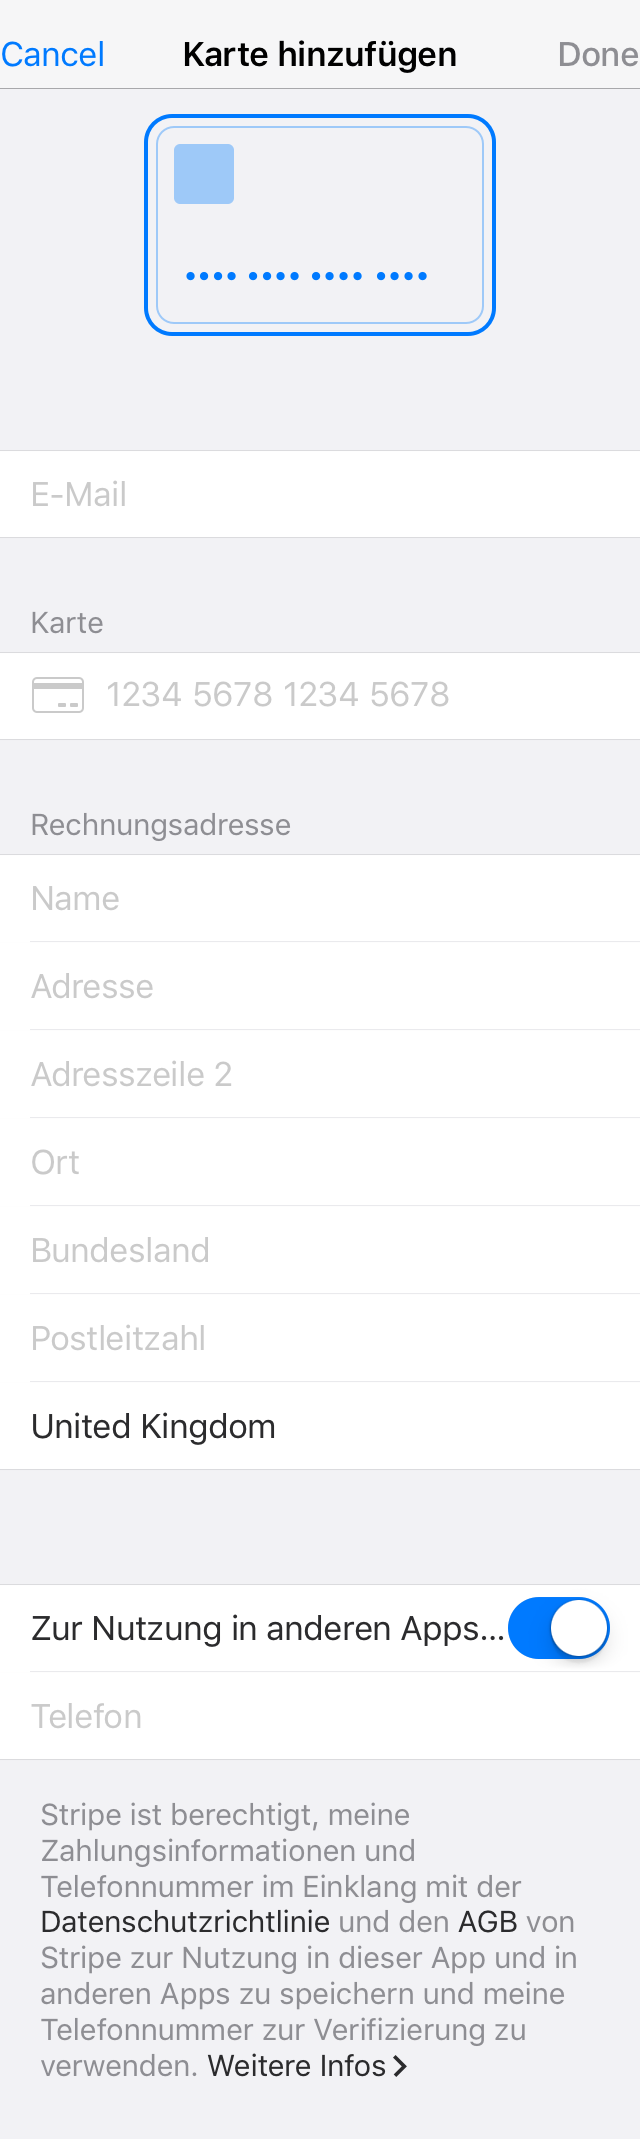 Cancel Karte hinzufügen Done
•••• •••• •••• ••••
E-Mail
Karte
1234 5678 1234 5678
Rechnungsadresse
Name
Adresse
Adresszeile 2
Ort
Bundesland
Postleitzahl
United Kingdom
Zur Nutzung in anderen Apps...
Telefon
Stripe ist berechtigt, meine
Zahlungsinformationen und
Telefonnummer im Einklang mit der
Datenschutzrichtlinie und den AGB von
Stripe zur Nutzung in dieser App und in
anderen Apps zu speichern und meine
Telefonnummer zur Verifizierung zu
verwenden. Weitere Infos